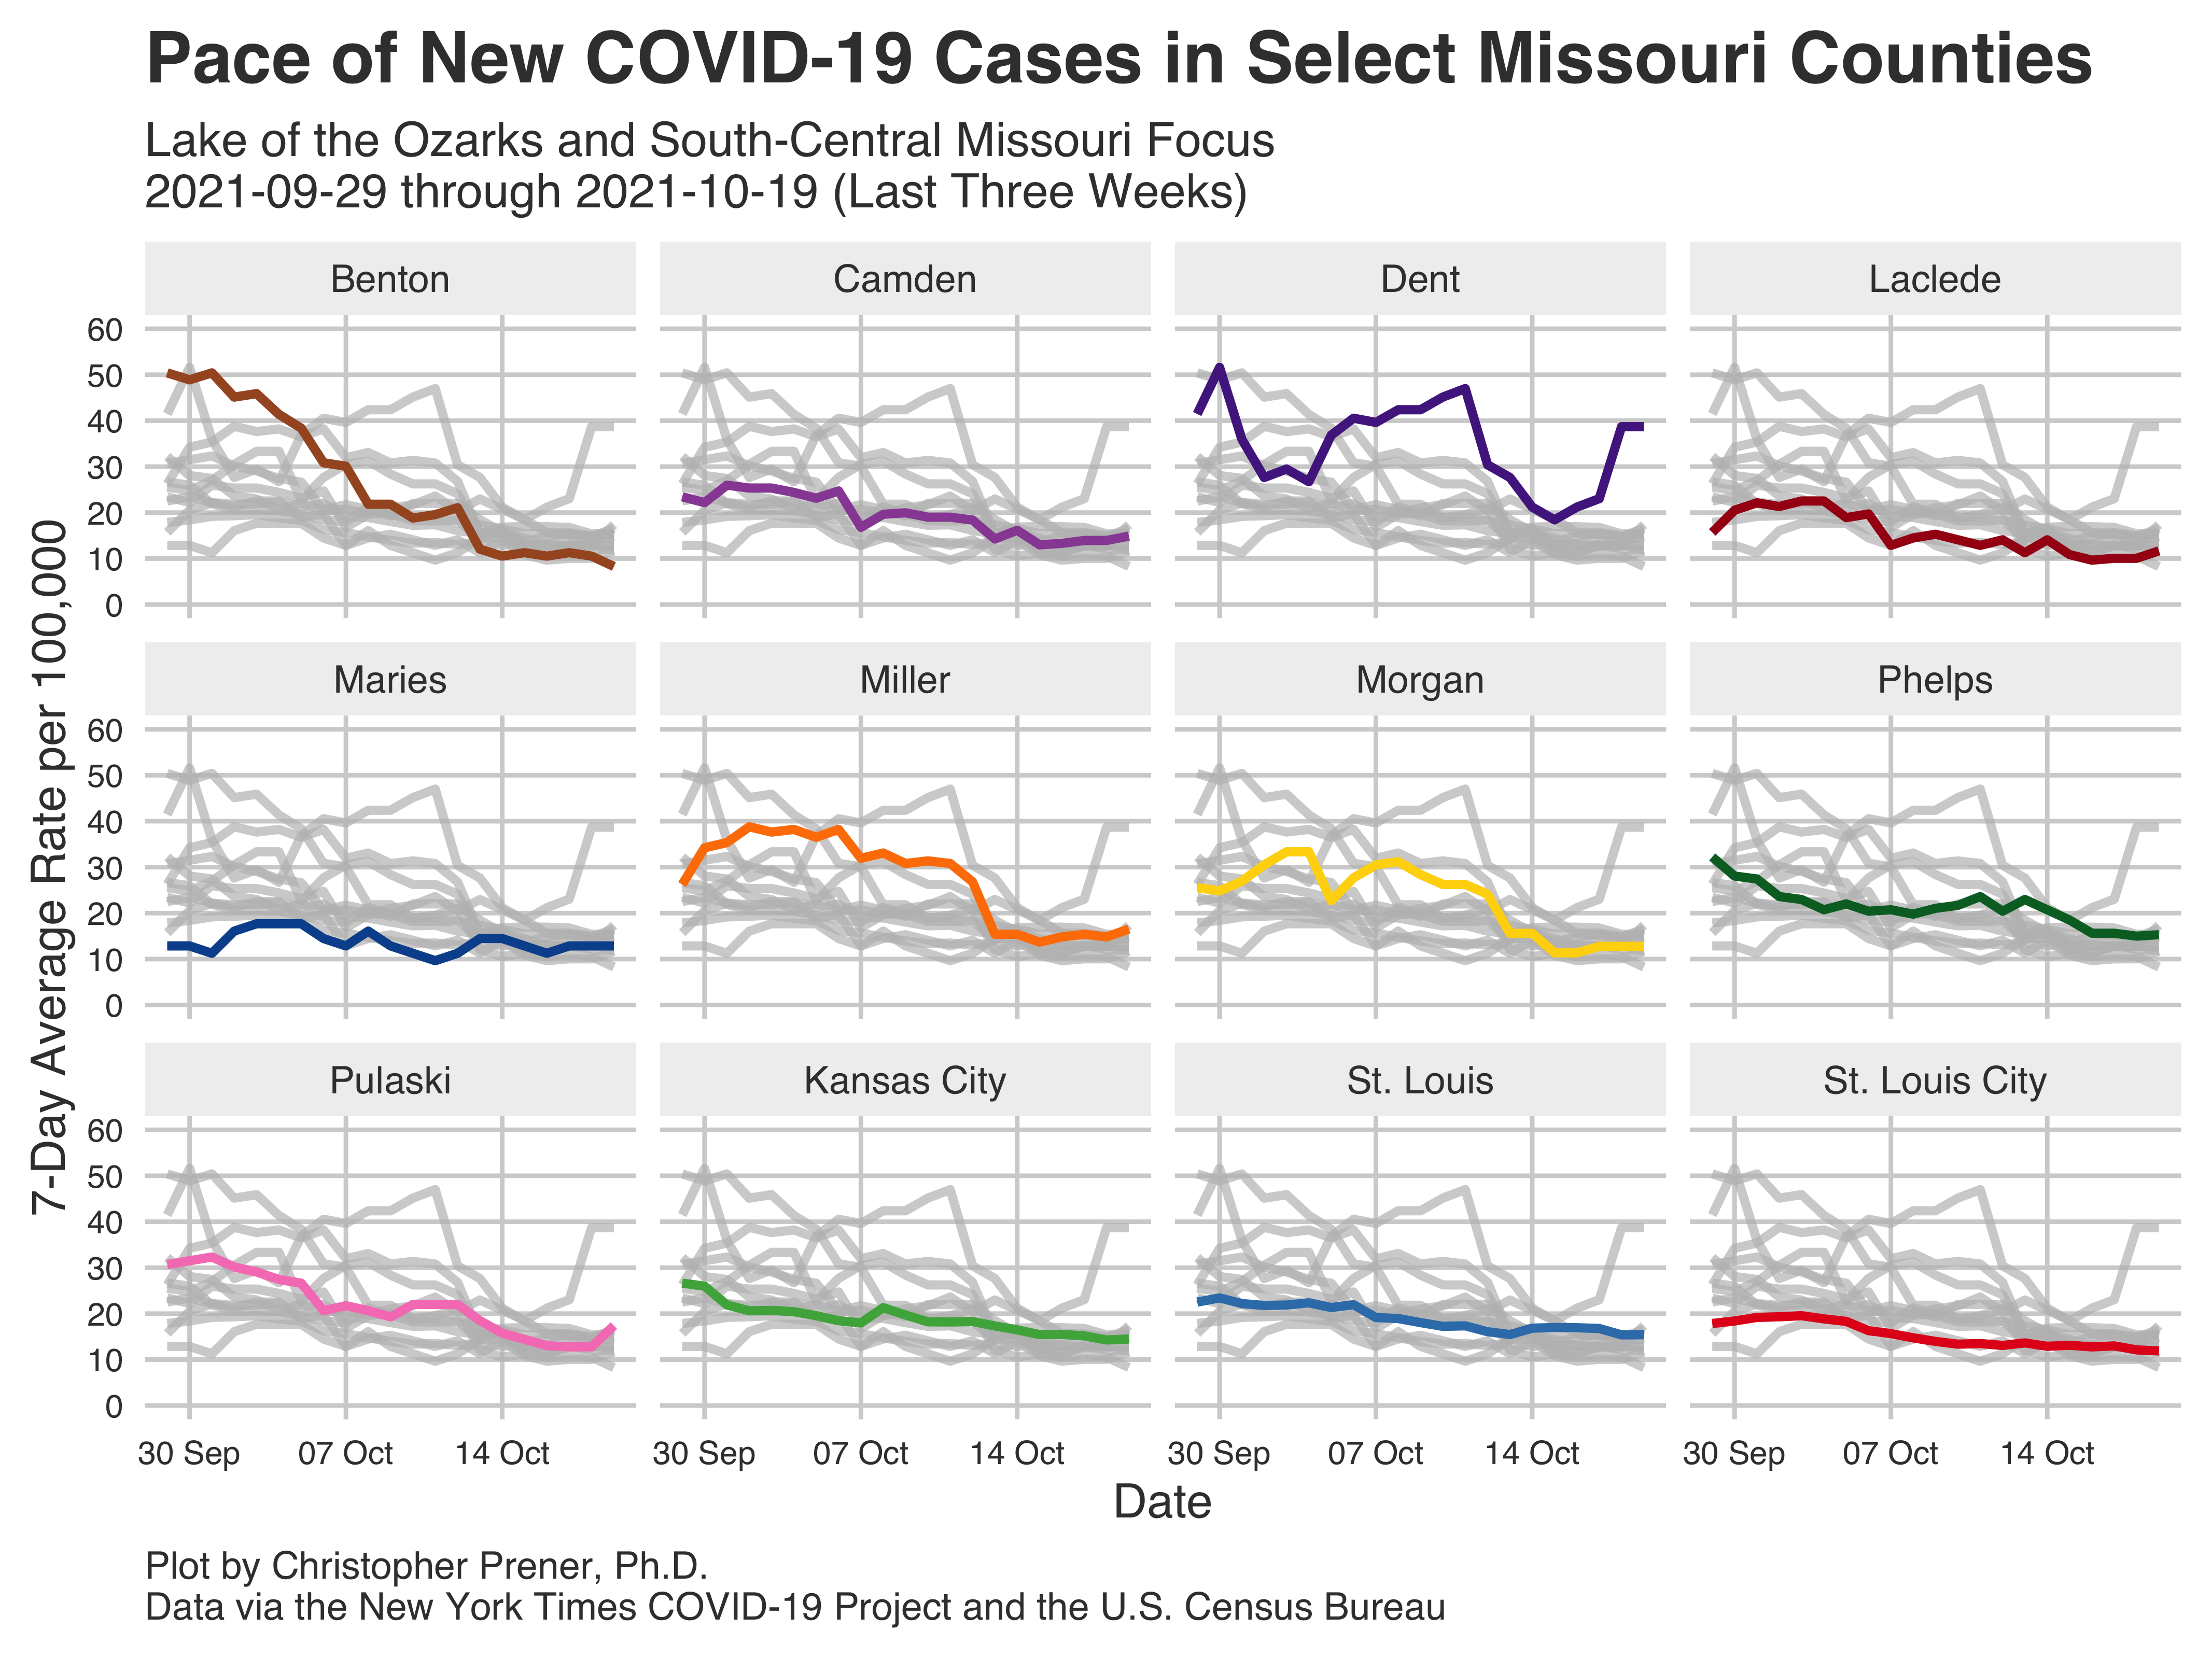 Pace of New COVID-19 Cases in Select Missouri Counties
Lake of the Ozarks and South-Central Missouri Focus
2021-09-29 through 2021-10-19 (Last Three Weeks)
7-Day Average Rate per 100,000
Benton
Camden
Dent
Laclede
60
50
40
30
20
10
0
Maries
Miller
Morgan
Phelps
60
50
40
30
20
10
0
Pulaski
Kansas City
St. Louis
St. Louis City
60
50
40
30
20
10
0
30 Sep 07 Oct 14 Oct
30 Sep 07 Oct 14 Oct
30 Sep 07 Oct 14 Oct
30 Sep 07 Oct 14 Oct
Date
Plot by Christopher Prener, Ph.D.
Data via the New York Times COVID-19 Project and the U.S. Census Bureau